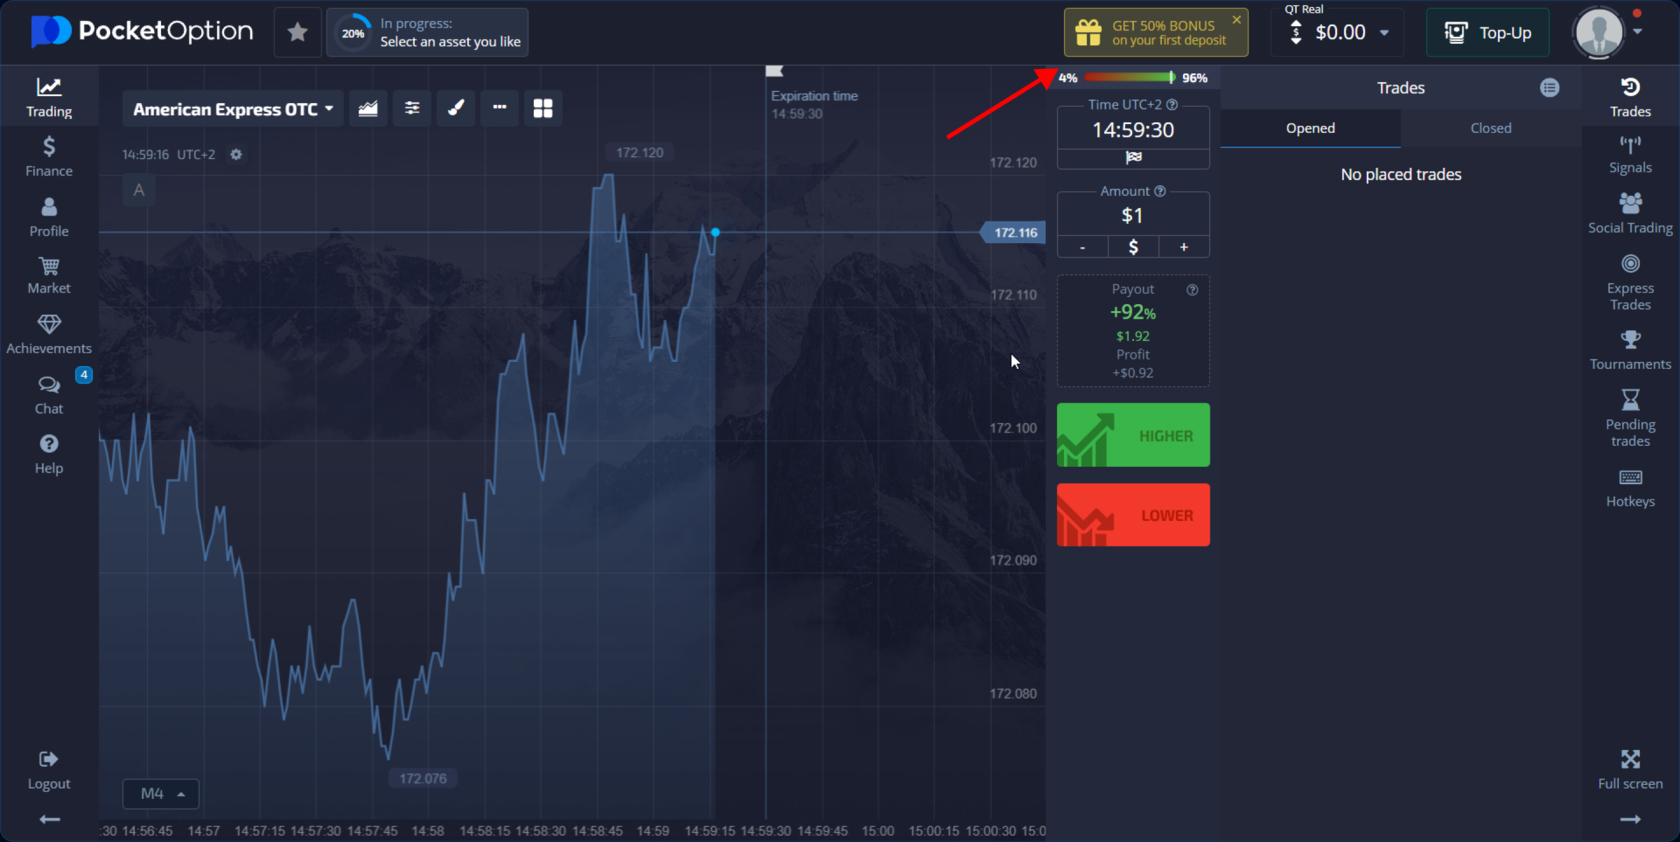 PocketOption
20%
In progress:
Select an asset you like
GET 50% BONUS
on your first deposit
QT Real
$0.00
Top-Up
Trading
Finance
Profile
Market
Achievements
4
Chat
Help
Logout
American Express OTC
14:59:16 UTC+2
A
172.120
Expiration time
14:59:30
172.120
172.116
172.110
172.100
172.090
172.080
172.076
M4
:30 14:56:45 14:57 14:57:15 14:57:30 14:57:45 14:58 14:58:15 14:58:30 14:58:45 14:59 14:59:15 14:59:30 14:59:45 15:00 15:00:15 15:00:30 15:0
4% 96%
Time UTC+2
14:59:30
Amount
$1
- $ +
Payout
+92%
$1.92
Profit
+$0.92
HIGHER
LOWER
Trades
Opened Closed
No placed trades
Trades
Signals
Social Trading
Express
Trades
Tournaments
Pending
trades
Hotkeys
Full screen